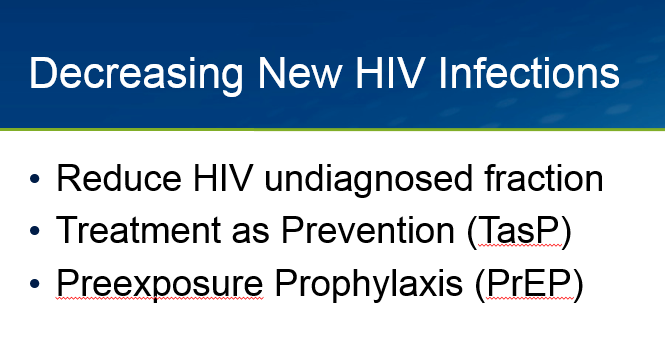 Decreasing New HIV Infections
• Reduce HIV undiagnosed fraction
• Treatment as Prevention (TasP)
• Preexposure Prophylaxis (PrEP)